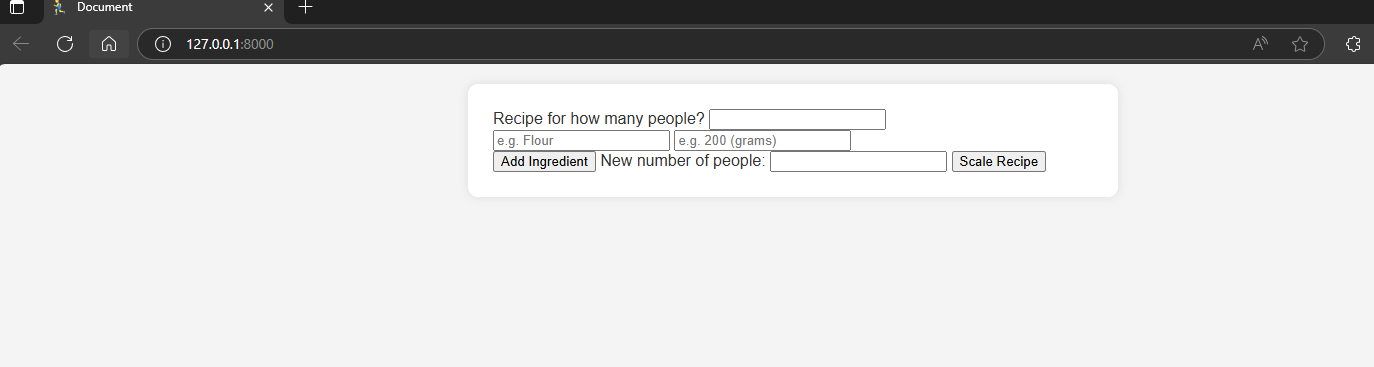 Document
127.0.0.1:8000
Recipe for how many people?
e.g. Flour e.g. 200 (grams)
Add Ingredient New number of people: Scale Recipe